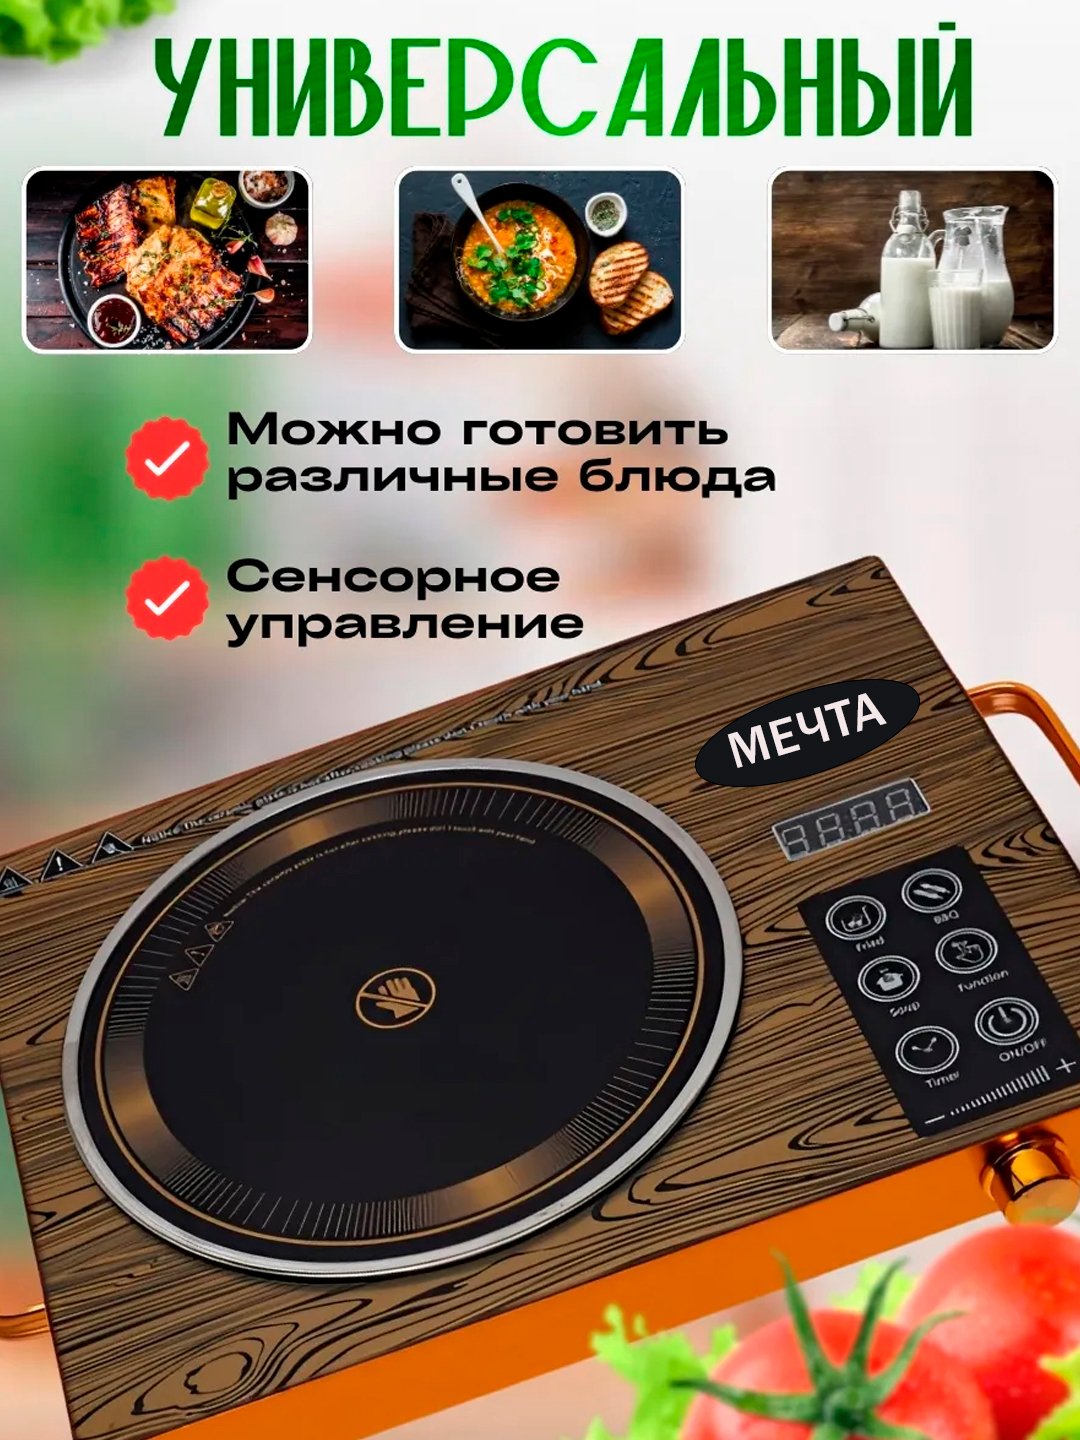 УНИВЕРСАЛЬНЫЙ
Можно готовить
различные блюда
Сенсорное
управление
МЕЧТА
Fried
BBQ
Soup
Function
Timer
ON/OFF
− +